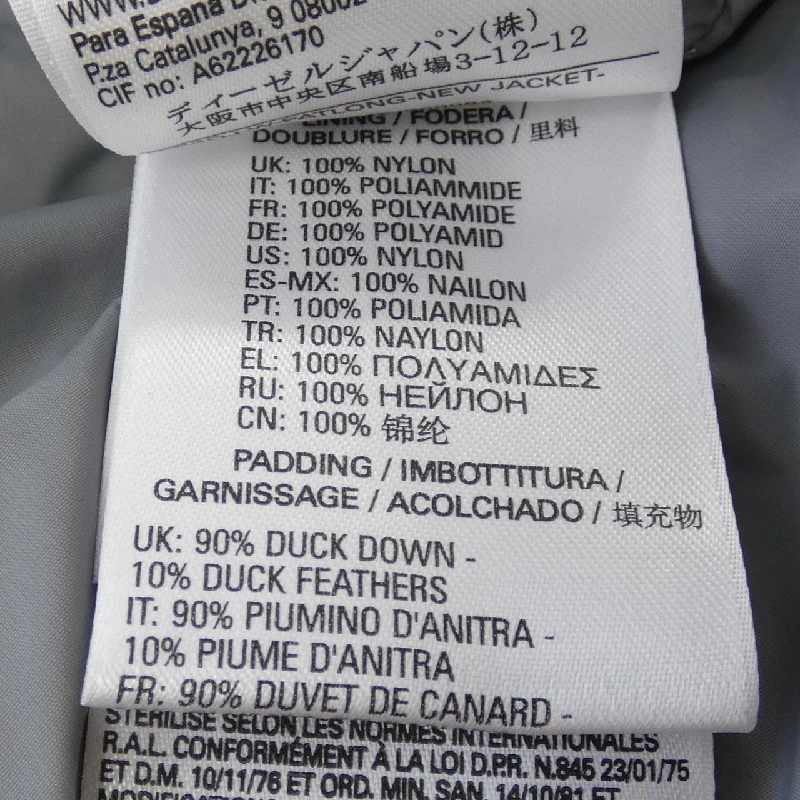 WWW.
Para España
P.za Catalunya, 9
CIF no: A62226170
ディーゼルジャパン(株)
大阪市中央区南船場3-12-12
-NEW JACKET-
LINING / FODERA /
DOUBLURE / FORRO / 里料
UK: 100% NYLON
IT: 100% POLIAMMIDE
FR: 100% POLYAMIDE
DE: 100% POLYAMID
US: 100% NYLON
ES-MX: 100% NAILON
PT: 100% POLIAMIDA
TR: 100% NAYLON
EL: 100% ΠΟΛΥΑΜΙΔΕΣ
RU: 100% НЕЙЛОН
CN: 100% 锦纶
PADDING / IMBOTTITURA /
GARNISSAGE / ACOLCHADO / 填充物
UK: 90% DUCK DOWN -
10% DUCK FEATHERS
IT: 90% PIUMINO D'ANITRA -
10% PIUME D'ANITRA
FR: 90% DUVET DE CANARD -
STERILISE SELON LES NORMES INTERNATIONALES
R.A.L. CONFORMÉMENT À LA LOI D.P.R. N.845 23/01/75
ET D.M. 10/11/76 ET ORD. MIN. SAN. 14/10/81 ET